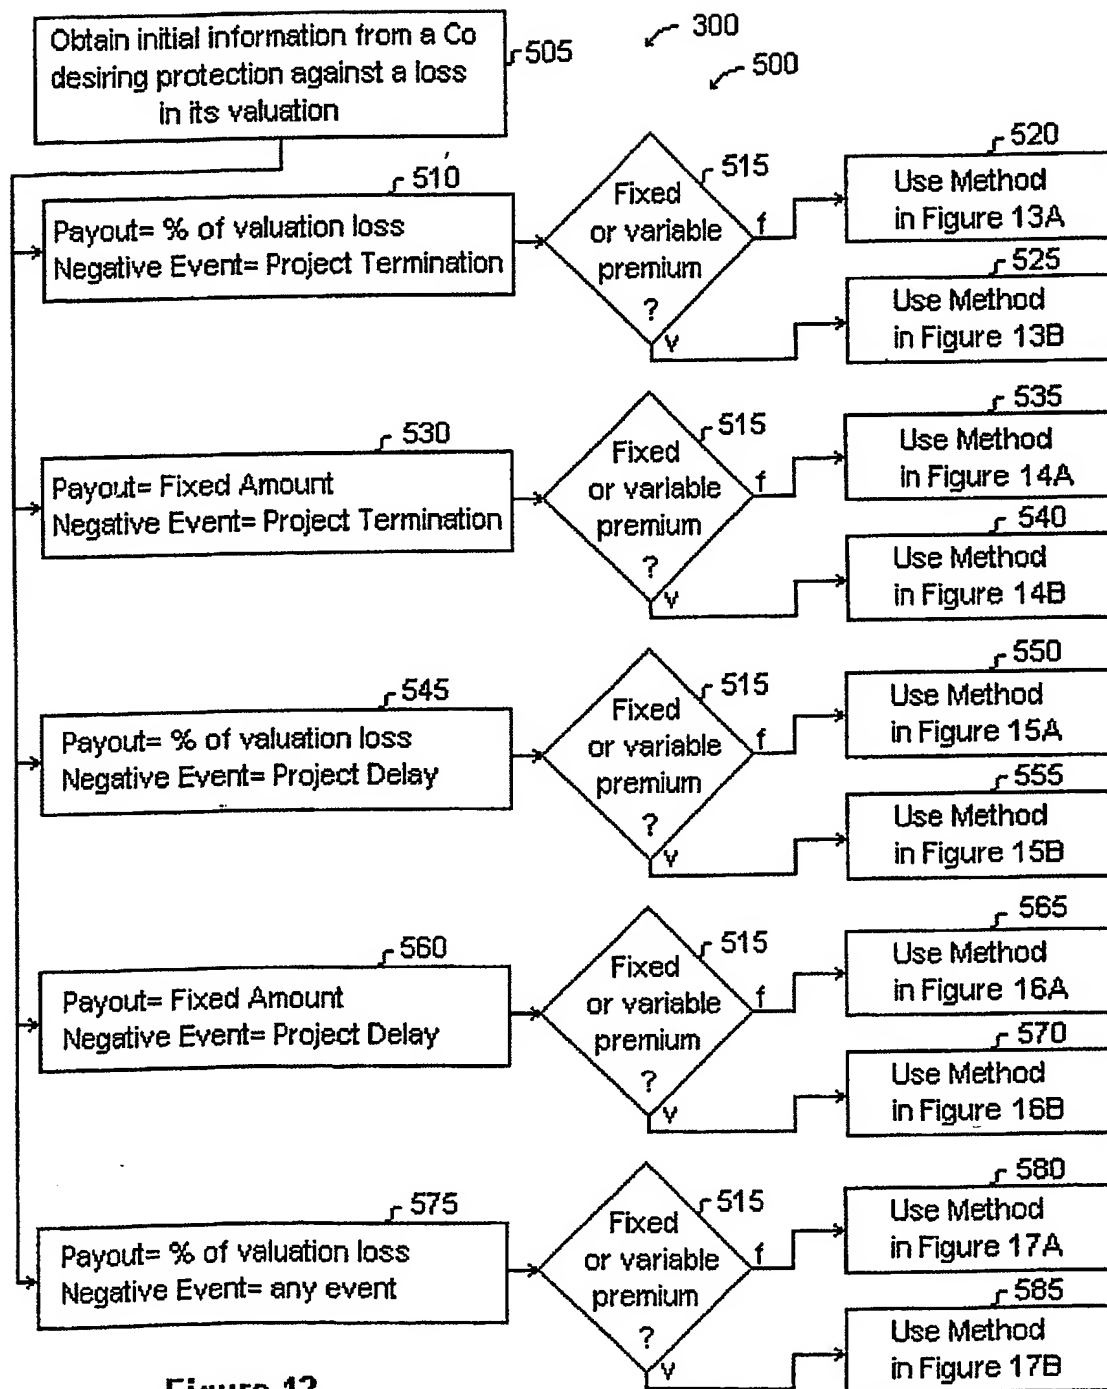 Obtain initial information from a Co
desiring protection against a loss
in its valuation
505
300
500
510
Payout= % of valuation loss
Negative Event= Project Termination
515
Fixed
or variable
premium
?
f
v
520
Use Method
in Figure 13A
525
Use Method
in Figure 13B
530
Payout= Fixed Amount
Negative Event= Project Termination
515
Fixed
or variable
premium
?
f
v
535
Use Method
in Figure 14A
540
Use Method
in Figure 14B
545
Payout= % of valuation loss
Negative Event= Project Delay
515
Fixed
or variable
premium
?
f
v
550
Use Method
in Figure 15A
555
Use Method
in Figure 15B
560
Payout= Fixed Amount
Negative Event= Project Delay
515
Fixed
or variable
premium
?
f
v
565
Use Method
in Figure 16A
570
Use Method
in Figure 16B
575
Payout= % of valuation loss
Negative Event= any event
515
Fixed
or variable
premium
?
f
v
580
Use Method
in Figure 17A
585
Use Method
in Figure 17B
Figure 12